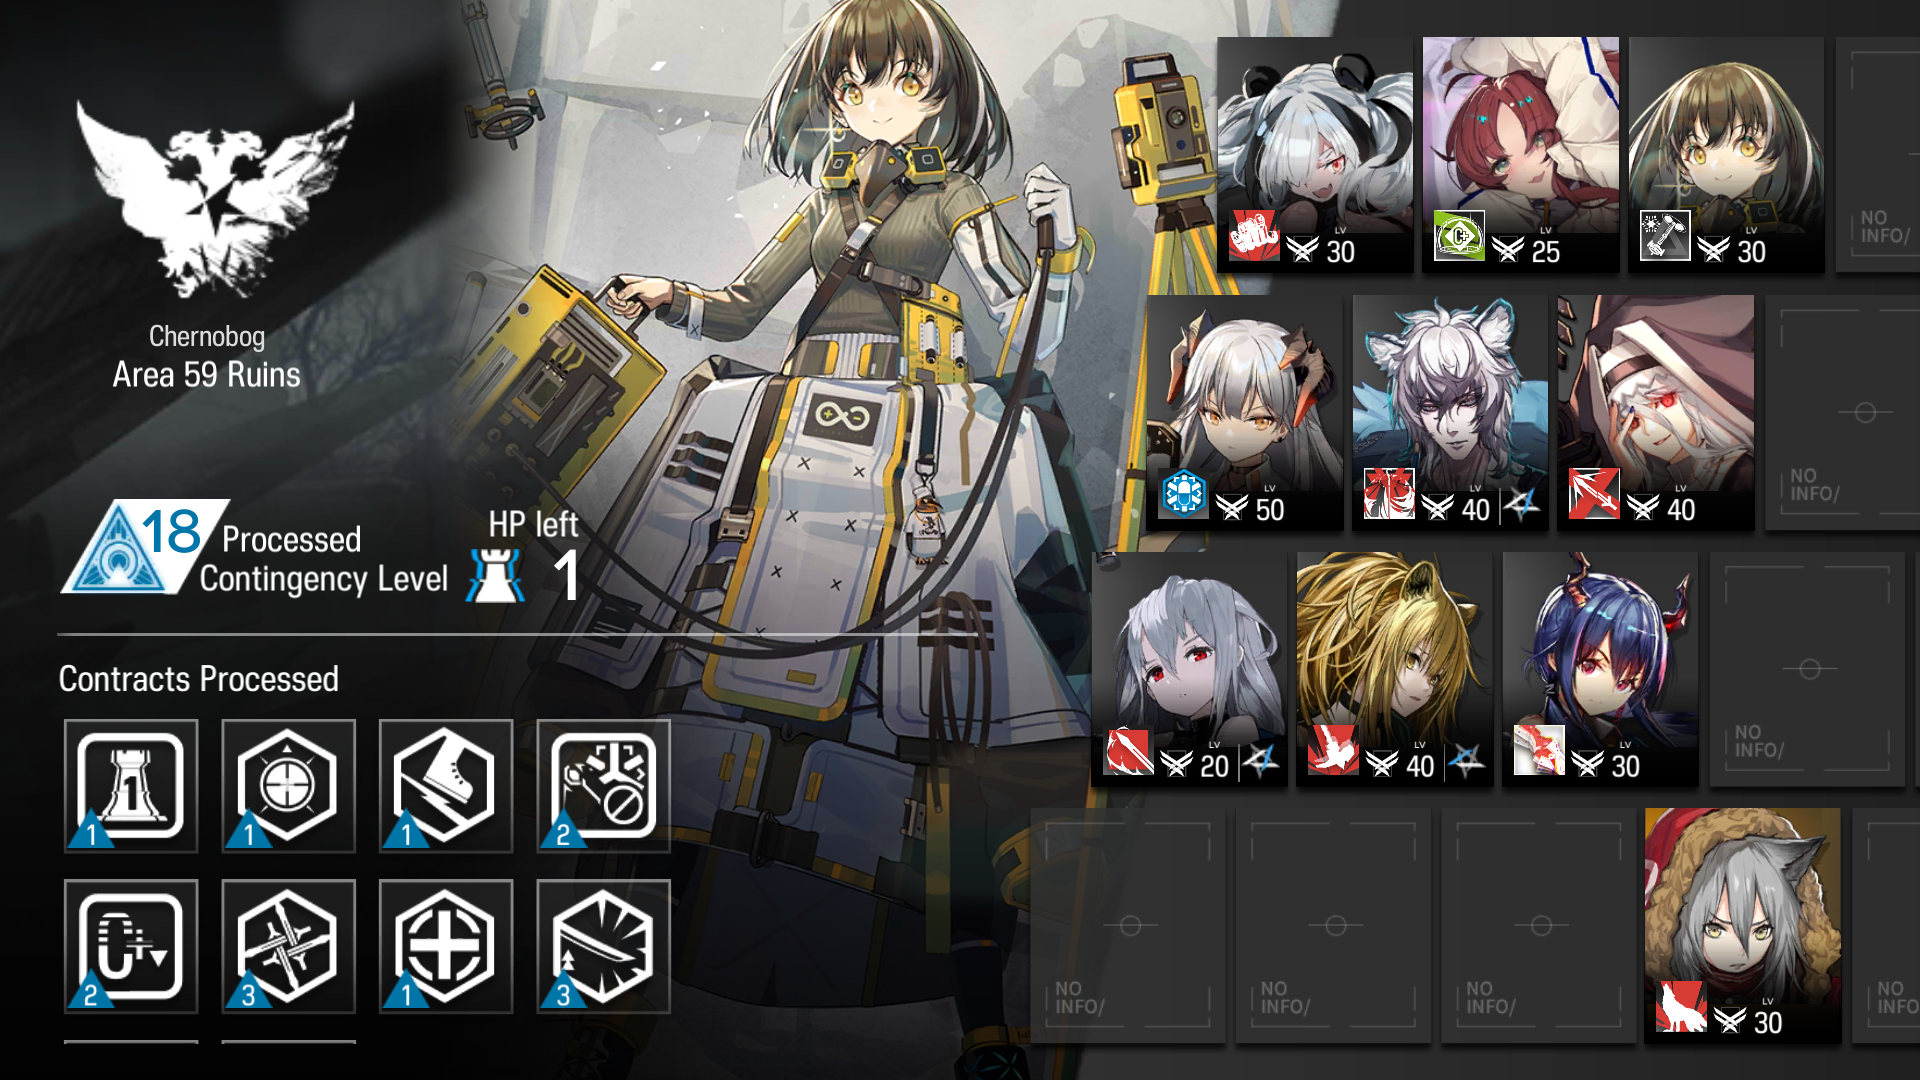 Chernobog
Area 59 Ruins
18
Processed
Contingency Level
HP left
1
Contracts Processed
1
1
1
1
2
2
3
1
3
LV
30
LV
25
LV
30
NO
INFO/
LV
50
LV
40
LV
40
NO
INFO/
LV
20
LV
40
LV
30
NO
INFO/
NO
INFO/
NO
INFO/
NO
INFO/
LV
30
NO
INFO/